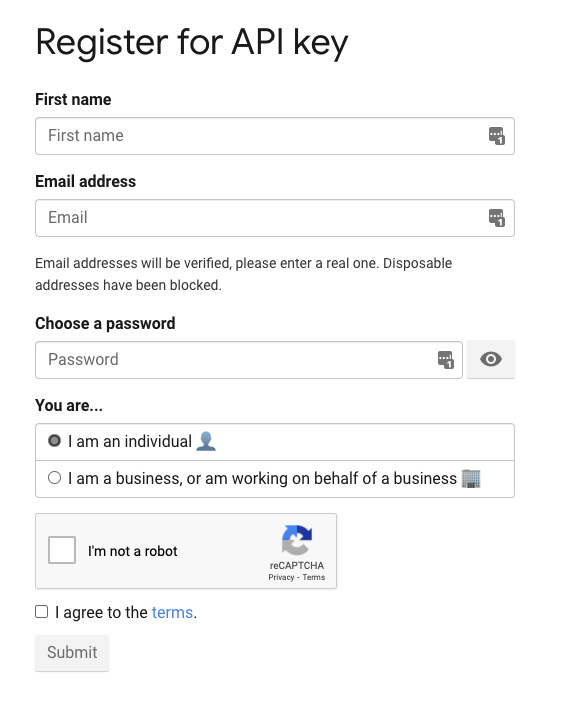 Register for API key
First name
First name
Email address
Email
Email addresses will be verified, please enter a real one. Disposable
addresses have been blocked.
Choose a password
Password
You are...
I am an individual 👤
I am a business, or am working on behalf of a business 🏢
I'm not a robot
reCAPTCHA
Privacy - Terms
I agree to the terms.
Submit